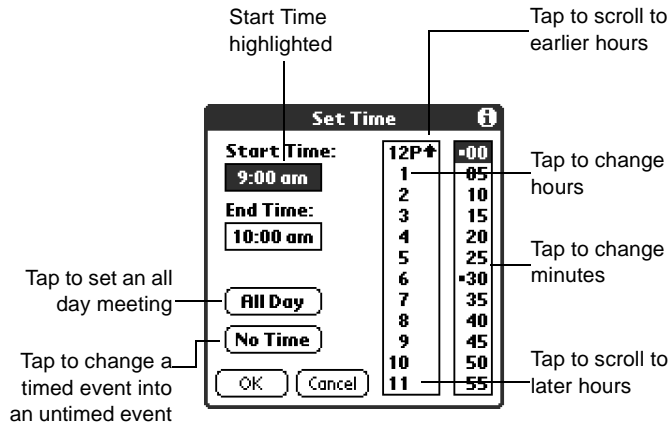 Start Time
highlighted
Tap to scroll to
earlier hours
Set Time
Start Time:
9:00 am
End Time:
10:00 am
All Day
No Time
OK
Cancel
12P
1
2
3
4
5
6
7
8
9
10
11
00
05
10
15
20
25
30
35
40
45
50
55
Tap to change
hours
Tap to change
minutes
Tap to scroll to
later hours
Tap to set an all
day meeting
Tap to change a
timed event into
an untimed event